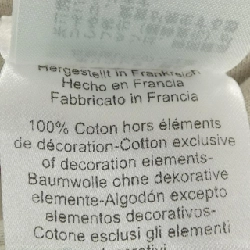 Hergestellt in Frankreich
Hecho en Francia
Fabbricato in Francia
100% Coton hors éléments
de décoration-Cotton exclusive
of decoration elements-
Baumwolle ohne dekorative
elemente-Algodón excepto
elementos decorativos-
Cotone esclusi gli elementi
decorativi